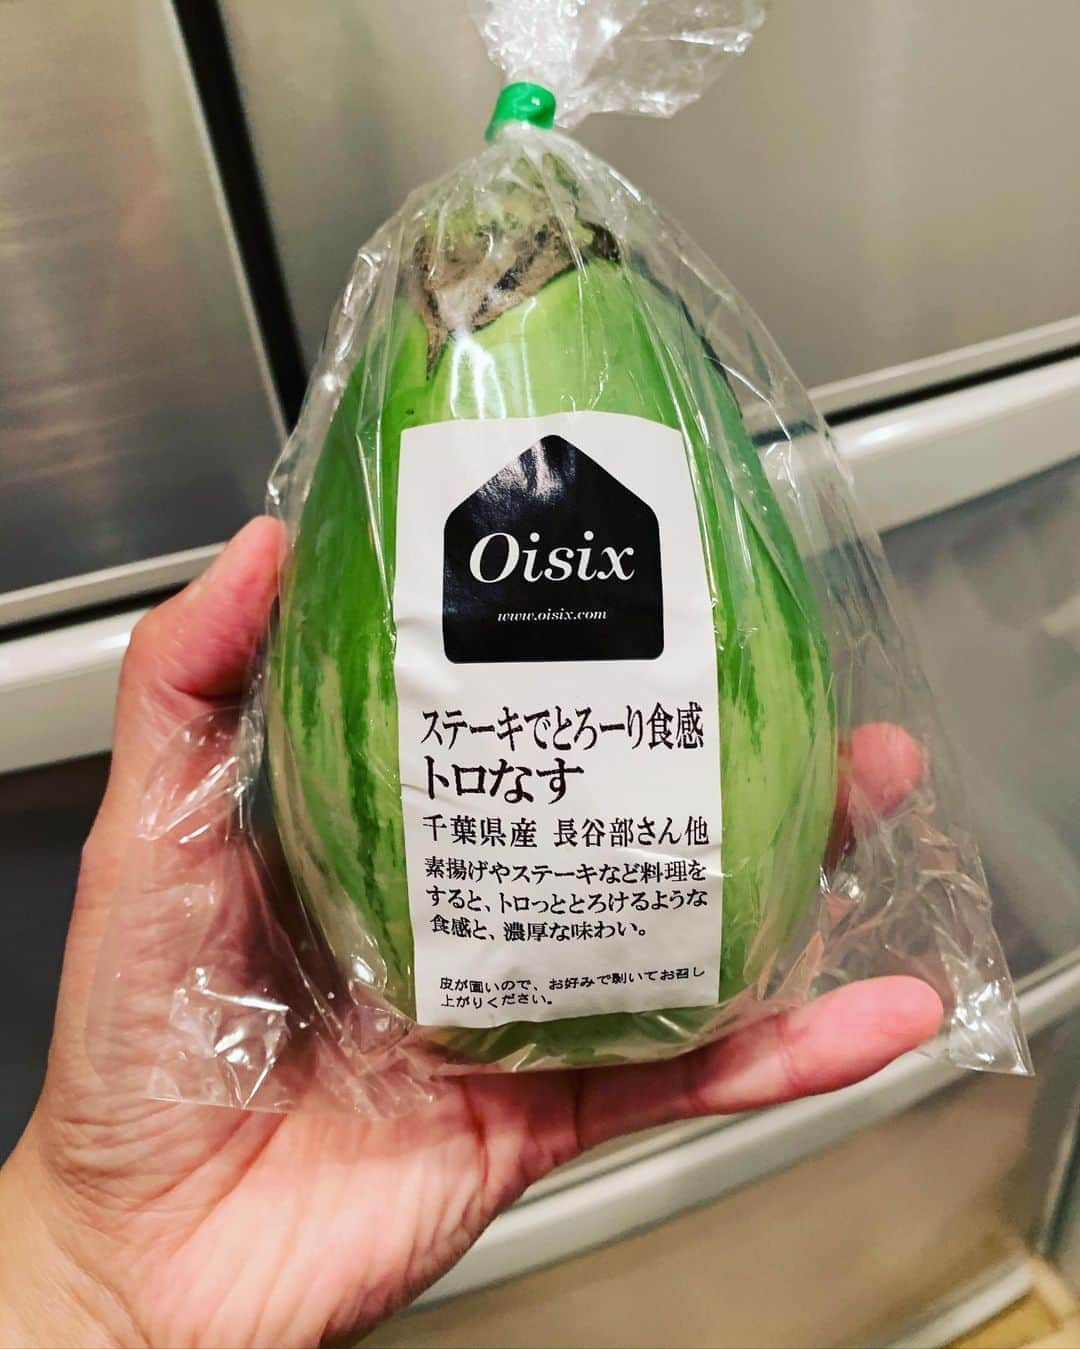 Oisix
www.oisix.com
ステーキでとろーり食感
トロなす
千葉県産 長谷部さん他
素揚げやステーキなど料理を
すると、トロっととろけるような
食感と、濃厚な味わい。
皮が固いので、お好みで剥いてお召し
上がりください。